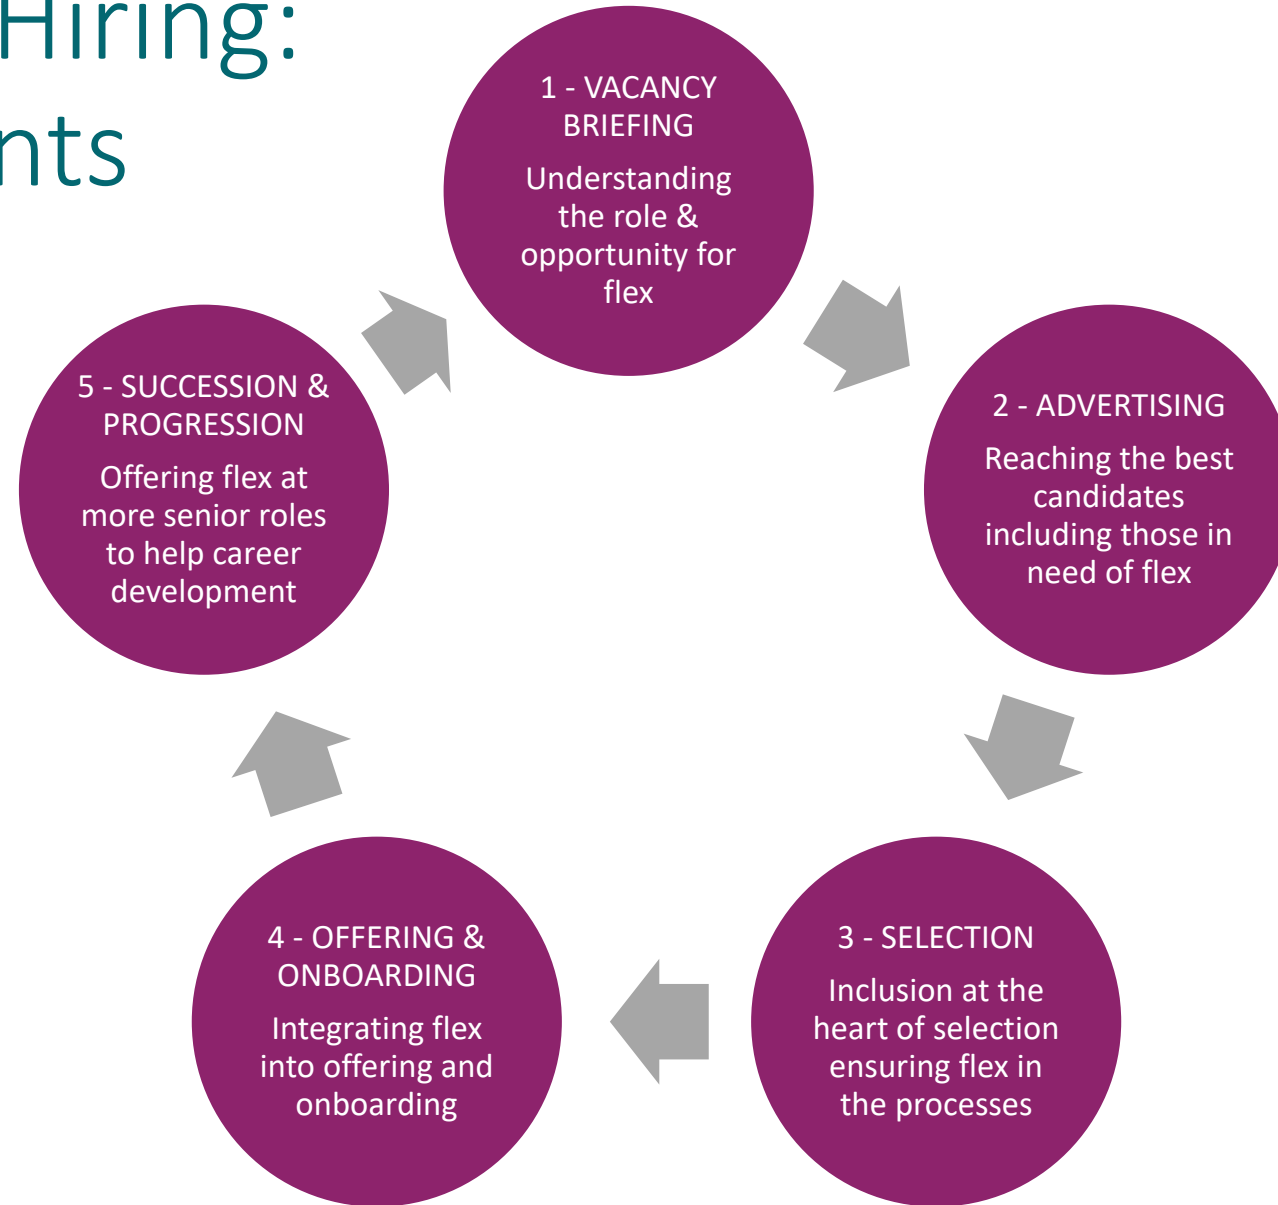 Hiring:
nts
1 - VACANCY
BRIEFING
Understanding
the role &
opportunity for
flex
2 - ADVERTISING
Reaching the best
candidates
including those in
need of flex
3 - SELECTION
Inclusion at the
heart of selection
ensuring flex in
the processes
4 - OFFERING &
ONBOARDING
Integrating flex
into offering and
onboarding
5 - SUCCESSION &
PROGRESSION
Offering flex at
more senior roles
to help career
development